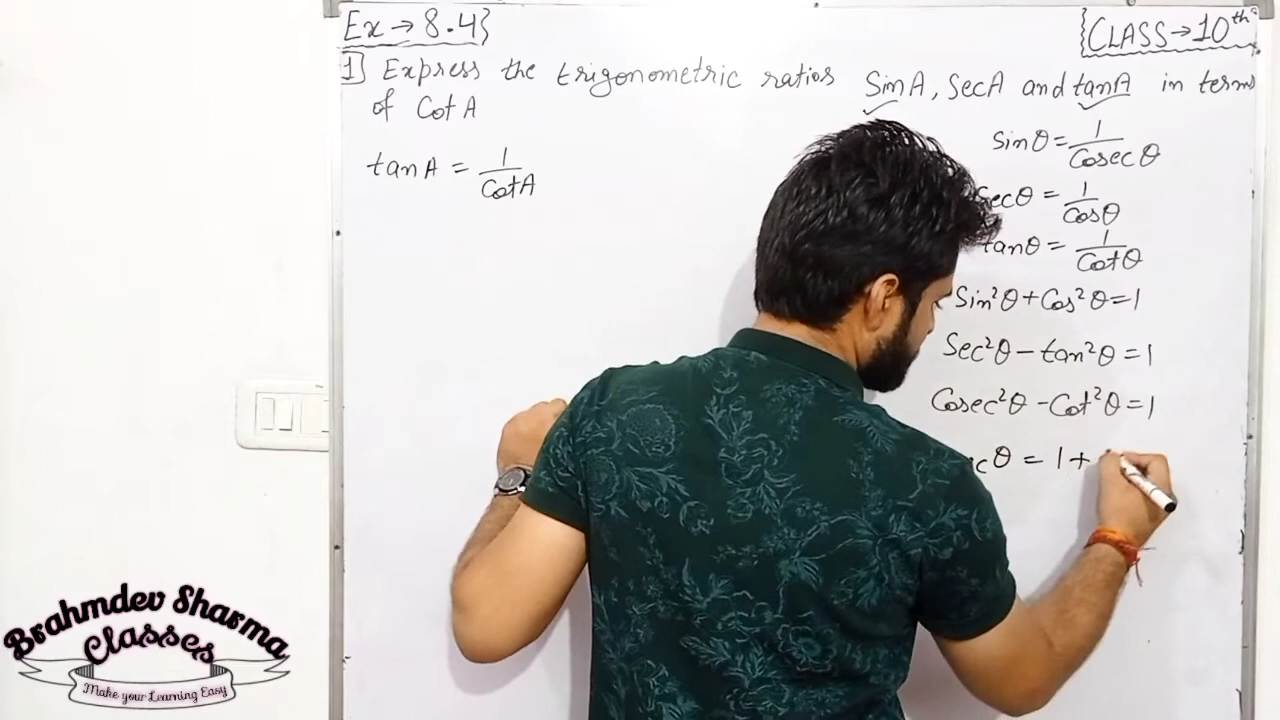 Ex → 8.4
CLASS → 10th
1 Express the trigonometric ratios SinA, SecA and tanA in terms
of CotA
tanA = 1/CotA
sinθ = 1/Cosecθ
Secθ = 1/Cosθ
tanθ = 1/Cotθ
Sin²θ + Cos²θ = 1
Sec²θ - tan²θ = 1
Cosec²θ - Cot²θ = 1
θ = 1 +
Brahmdev Sharma
Classes
Make your Learning Easy